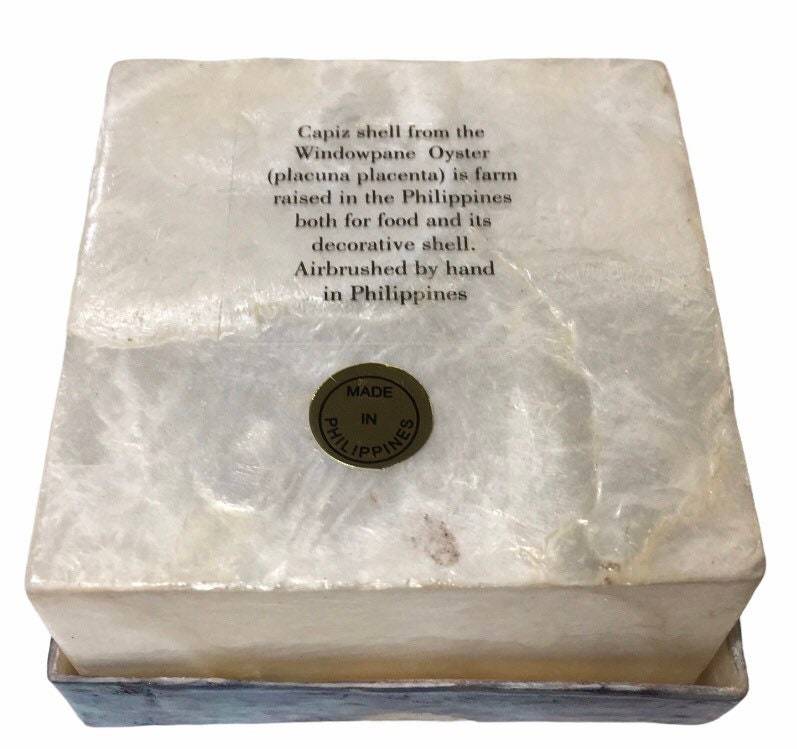 Capiz shell from the
Windowpane Oyster
(placuna placenta) is farm
raised in the Philippines
both for food and its
decorative shell.
Airbrushed by hand
in Philippines
MADE
IN
PHILIPPINES